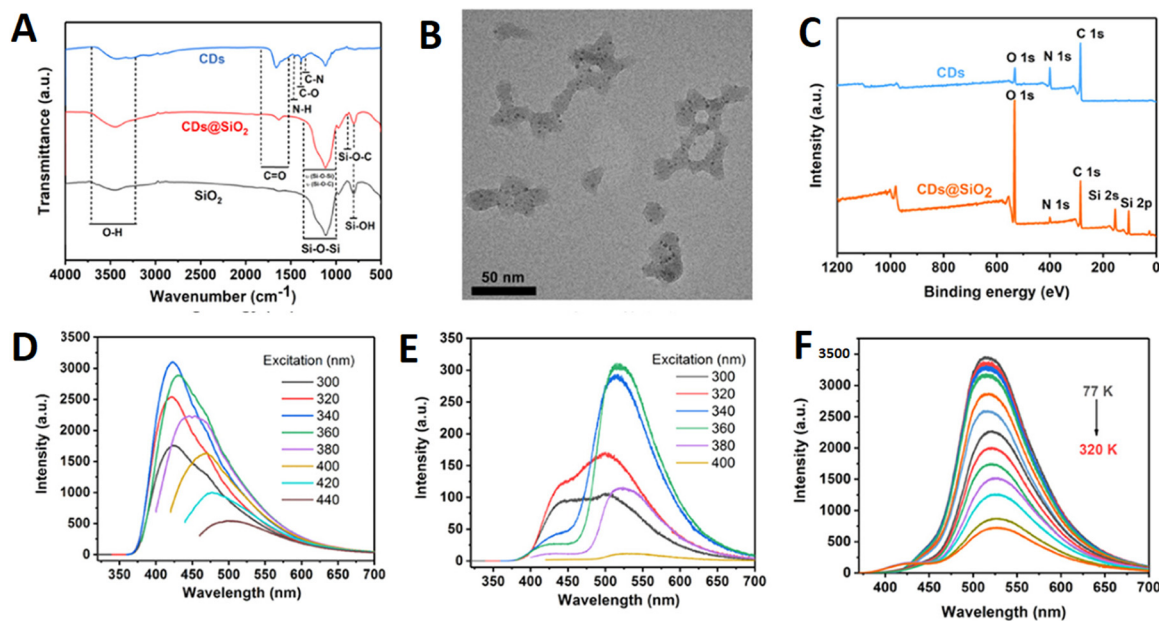 A
Transmittance (a.u.)
CDs
C-N
C-O
N-H
CDs@SiO2
Si-O-C
C=O
ν (Si-O-Si)
(Si-O-C)
SiO2
Si-OH
O-H
Si-O-Si
4000 3500 3000 2500 2000 1500 1000 500
Wavenumber (cm-1)
B
50 nm
C
Intensity (a.u.)
C 1s
O 1s
N 1s
CDs
O 1s
C 1s
CDs@SiO2
N 1s
Si 2s
Si 2p
1200 1000 800 600 400 200 0
Binding energy (eV)
D
Intensity (a.u.)
3500
3000
2500
2000
1500
1000
500
0
Excitation (nm)
300
320
340
360
380
400
420
440
350 400 450 500 550 600 650 700
Wavelength (nm)
E
Intensity (a.u.)
350
300
250
200
150
100
50
0
Excitation (nm)
300
320
340
360
380
400
350 400 450 500 550 600 650 700
Wavelength (nm)
F
Intensity (a.u.)
3500
3000
2500
2000
1500
1000
500
0
77 K
320 K
400 450 500 550 600 650 700
Wavelength (nm)